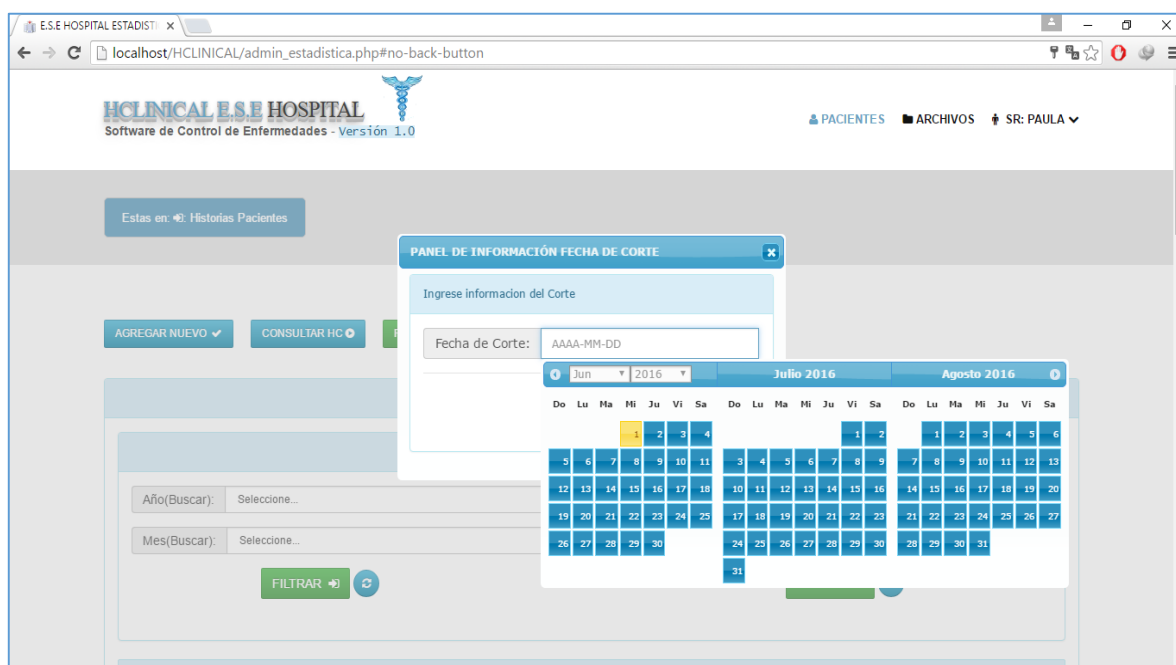 E.S.E HOSPITAL ESTADISTI
localhost/HCLINICAL/admin_estadistica.php#no-back-button
HCLINICAL E.S.E HOSPITAL
Software de Control de Enfermedades - Versión 1.0
PACIENTES ARCHIVOS SR: PAULA
Estas en: : Historias Pacientes
PANEL DE INFORMACIÓN FECHA DE CORTE
Ingrese informacion del Corte
AGREGAR NUEVO CONSULTAR HC
Fecha de Corte: AAAA-MM-DD
Jun 2016 Julio 2016 Agosto 2016
Do Lu Ma Mi Ju Vi Sa Do Lu Ma Mi Ju Vi Sa Do Lu Ma Mi Ju Vi Sa
1 2 3 4 1 2 1 2 3 4 5 6
5 6 7 8 9 10 11 3 4 5 6 7 8 9 7 8 9 10 11 12 13
12 13 14 15 16 17 18 10 11 12 13 14 15 16 14 15 16 17 18 19 20
19 20 21 22 23 24 25 17 18 19 20 21 22 23 21 22 23 24 25 26 27
26 27 28 29 30 24 25 26 27 28 29 30 28 29 30 31
31
Año(Buscar): Seleccione...
Mes(Buscar): Seleccione...
FILTRAR